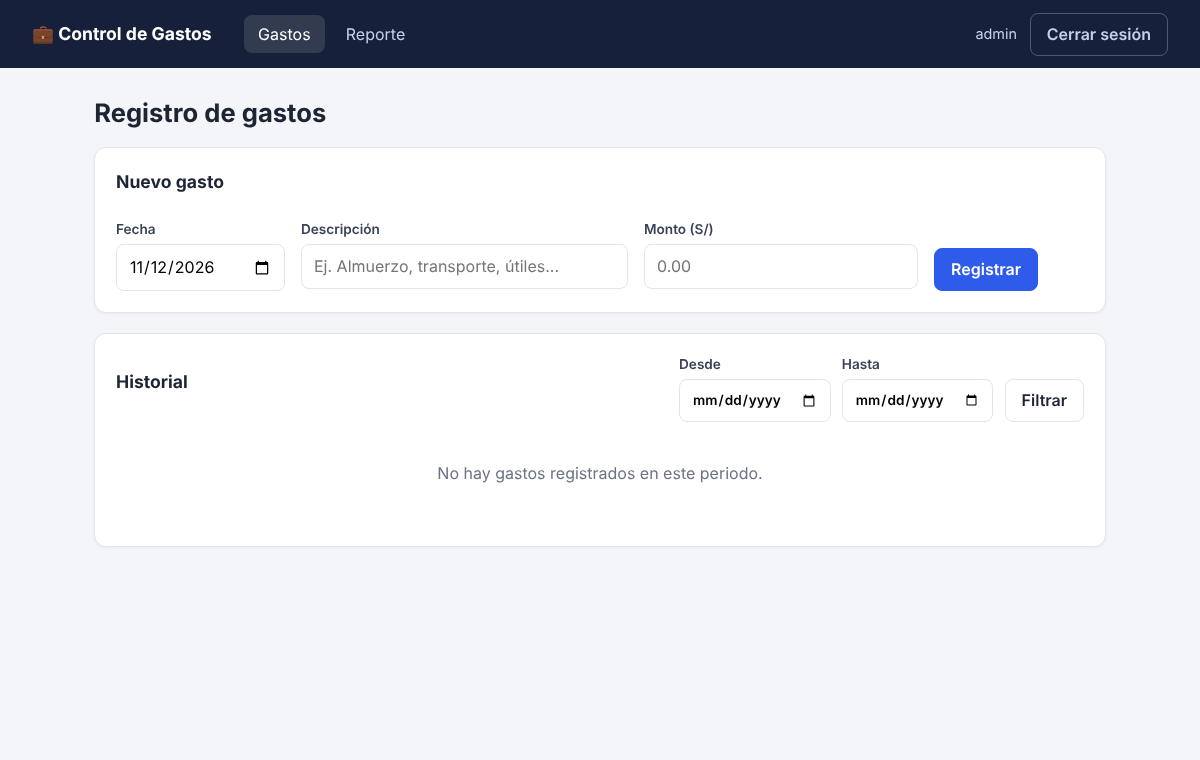 💼 Control de Gastos Gastos Reporte admin Cerrar sesión
Registro de gastos
Nuevo gasto
Fecha Descripción Monto (S/)
11/12/2026 Ej. Almuerzo, transporte, útiles... 0.00 Registrar
Desde Hasta
Historial
mm/dd/yyyy mm/dd/yyyy Filtrar
No hay gastos registrados en este periodo.